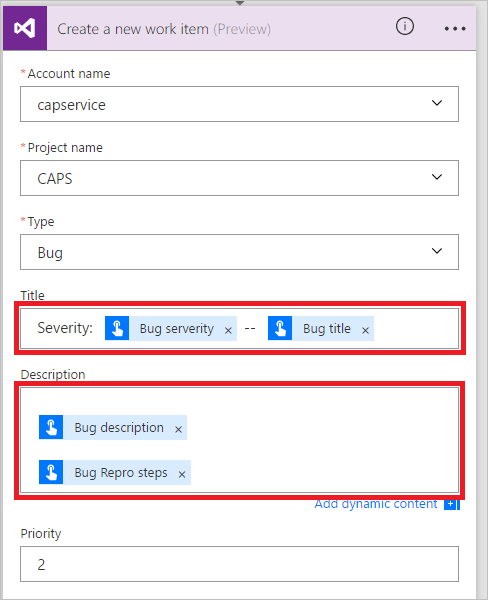 Create a new work item (Preview)
*Account name
capservice
*Project name
CAPS
*Type
Bug
Title
Severity: Bug serverity × -- Bug title ×
Description
Bug description ×
Bug Repro steps ×
Add dynamic content
Priority
2